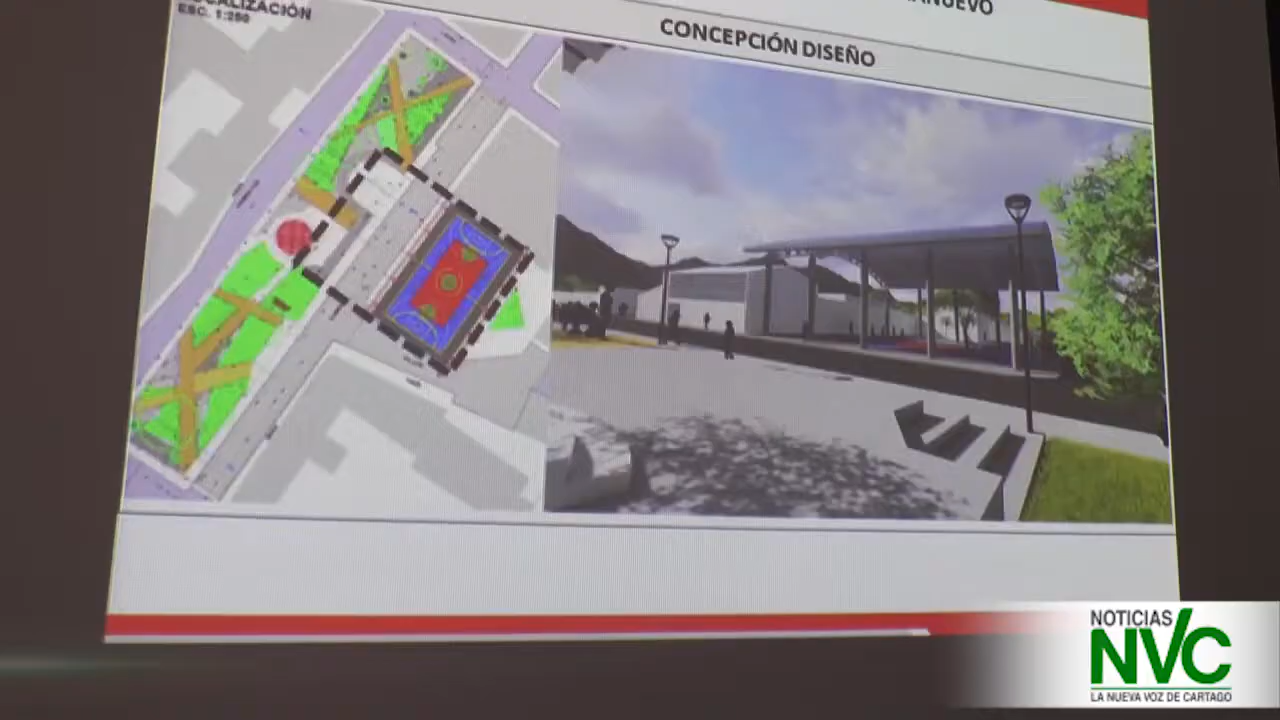 CONCEPCIÓN DISEÑO
ESC. 1:250
NOTICIAS
NVC
LA NUEVA VOZ DE CARTAGO